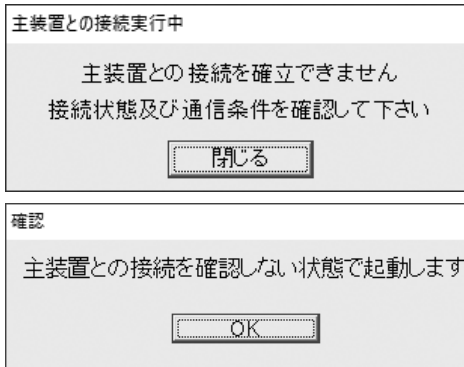 主装置との接続実行中
主装置との接続を確立できません
接続状態及び通信条件を確認して下さい
閉じる
確認
主装置との接続を確認しない状態で起動します
OK